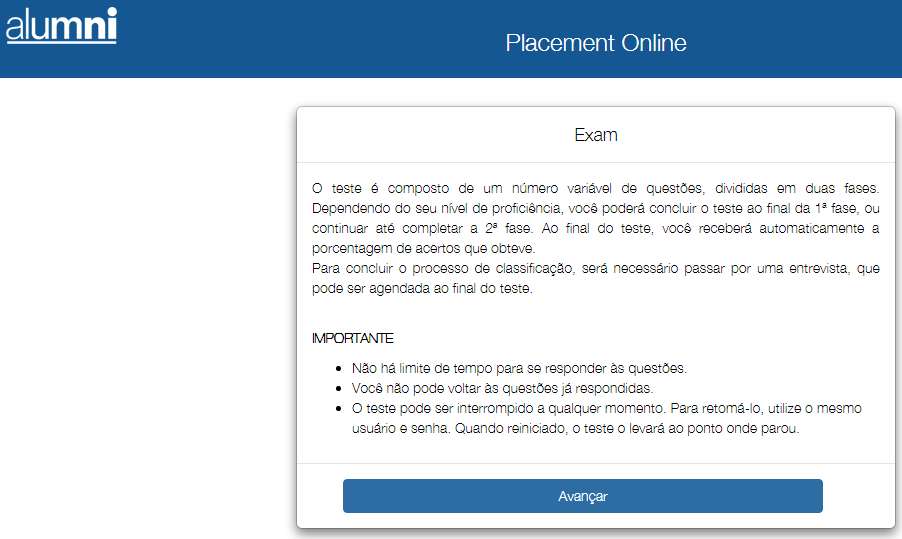 alumni
Placement Online
Exam
O teste é composto de um número variável de questões, divididas em duas fases.
Dependendo do seu nível de proficiência, você poderá concluir o teste ao final da 1ª fase, ou
continuar até completar a 2ª fase. Ao final do teste, você receberá automaticamente a
porcentagem de acertos que obteve.
Para concluir o processo de classificação, será necessário passar por uma entrevista, que
pode ser agendada ao final do teste.
IMPORTANTE
• Não há limite de tempo para se responder às questões.
• Você não pode voltar às questões já respondidas.
• O teste pode ser interrompido a qualquer momento. Para retomá-lo, utilize o mesmo
usuário e senha. Quando reiniciado, o teste o levará ao ponto onde parou.
Avançar